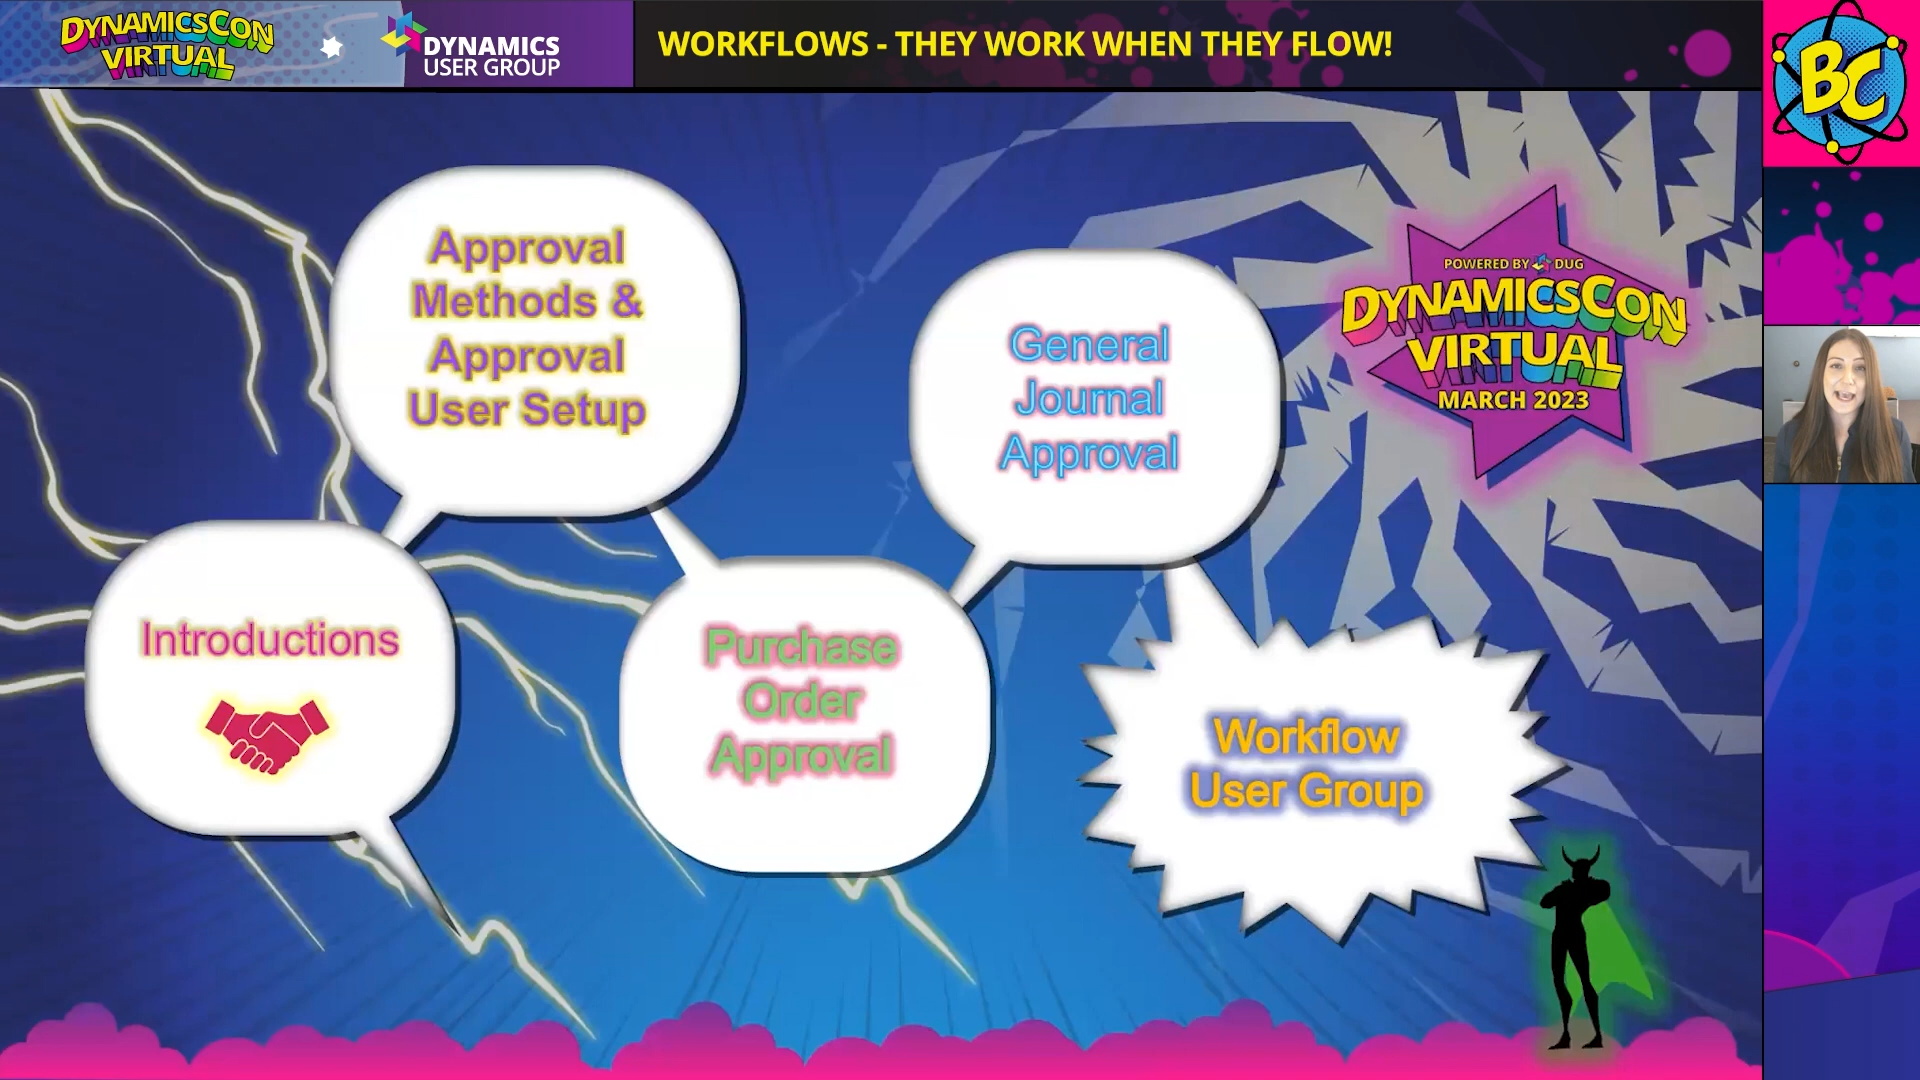 DYNAMICSCON
VIRTUAL
DYNAMICS
USER GROUP
WORKFLOWS - THEY WORK WHEN THEY FLOW!
BC
Approval
Methods &
Approval
User Setup
General
Journal
Approval
POWERED BY DUG
DYNAMICSCON
VIRTUAL
MARCH 2023
Introductions
Purchase
Order
Approval
Workflow
User Group